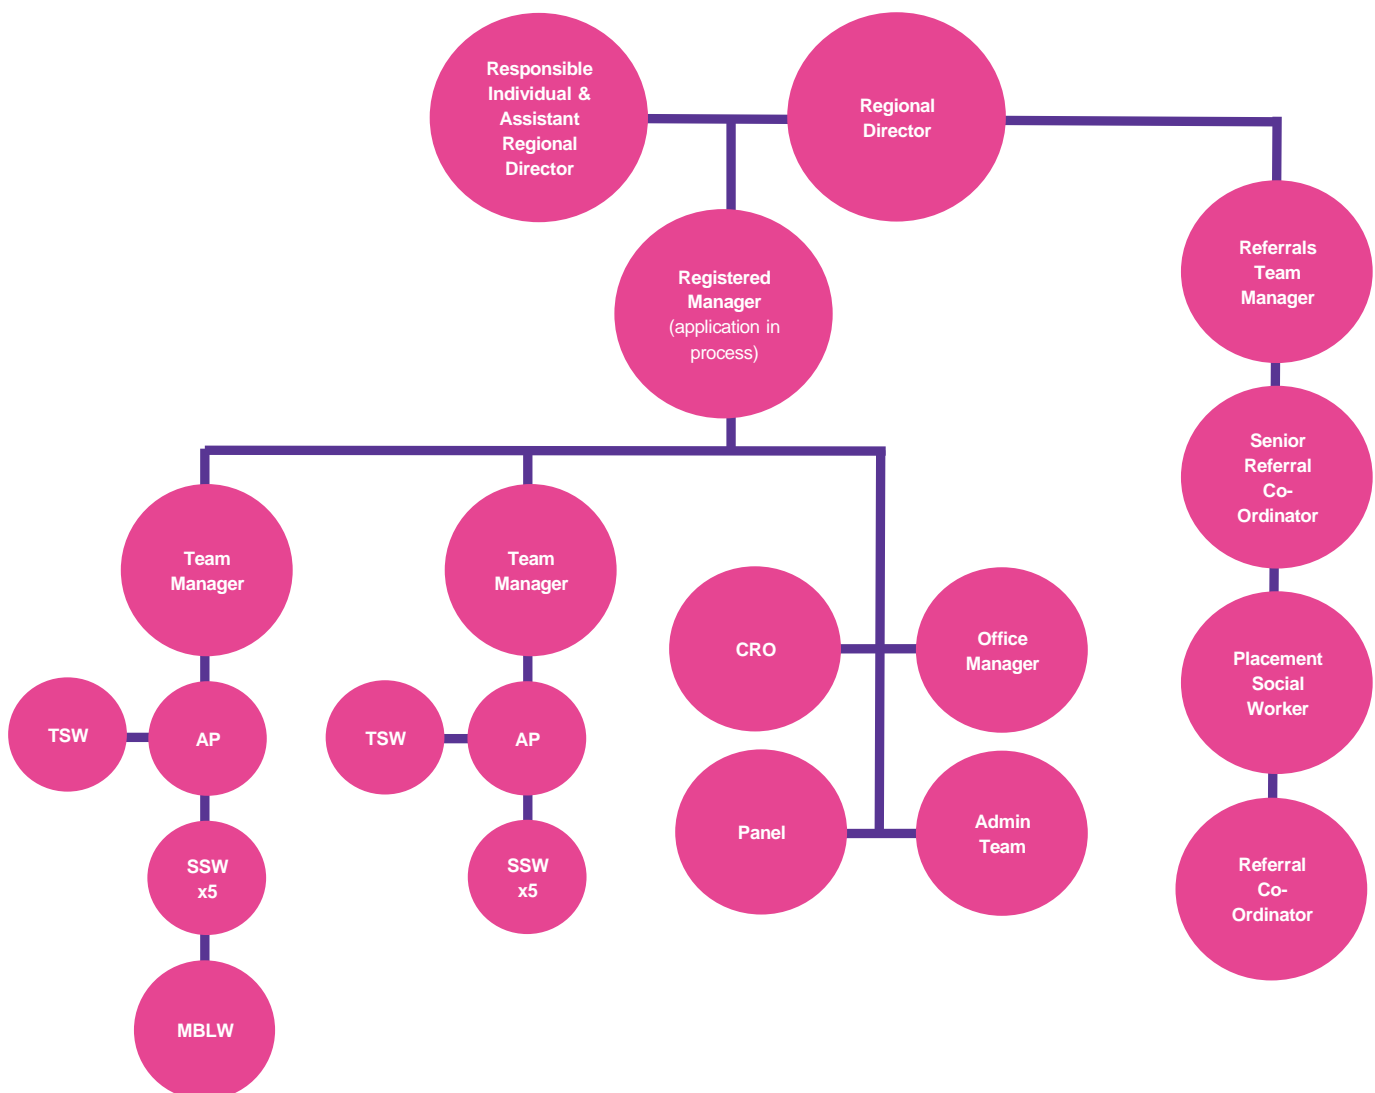 Responsible
Individual &
Assistant
Regional
Director
Regional
Director
Registered
Manager
(application in
process)
Referrals
Team
Manager
Senior
Referral
Co-
Ordinator
Team
Manager
Team
Manager
CRO
Office
Manager
Placement
Social
Worker
TSW
AP
TSW
AP
Panel
Admin
Team
SSW
x5
SSW
x5
Referral
Co-
Ordinator
MBLW